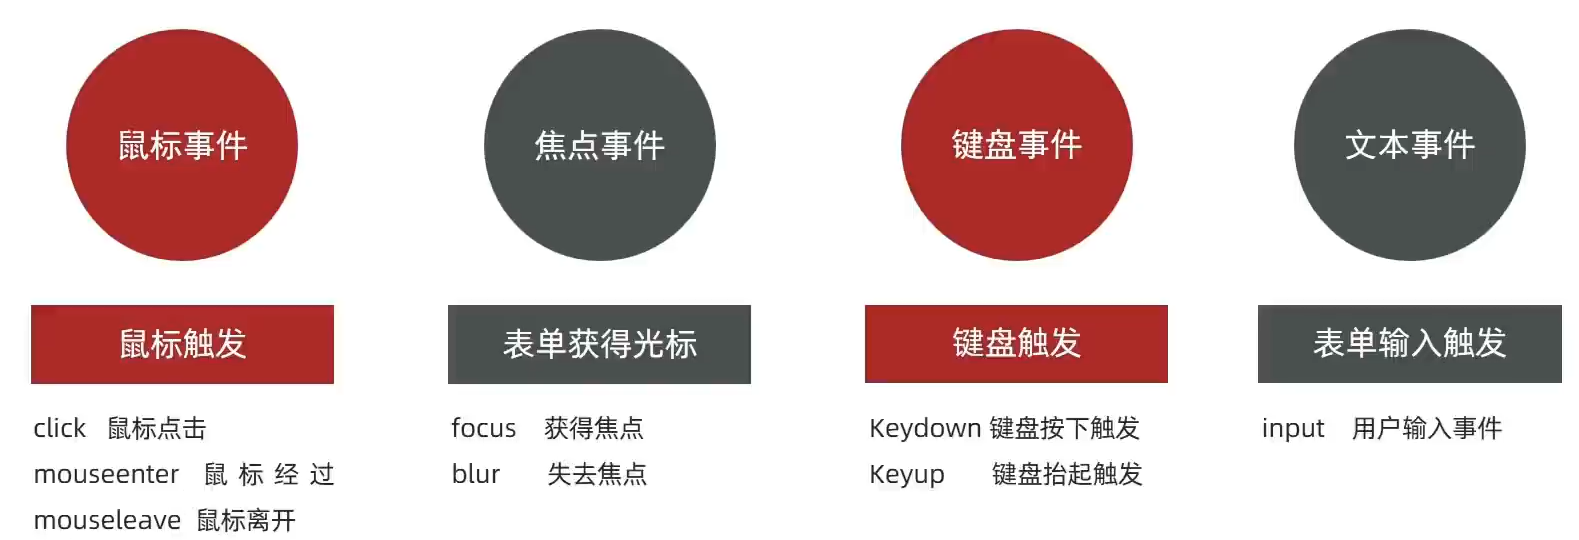 鼠标事件
焦点事件
键盘事件
文本事件
鼠标触发
表单获得光标
键盘触发
表单输入触发
click 鼠标点击
mouseenter 鼠 标 经 过
mouseleave 鼠标离开
focus 获得焦点
blur 失去焦点
Keydown 键盘按下触发
Keyup 键盘抬起触发
input 用户输入事件